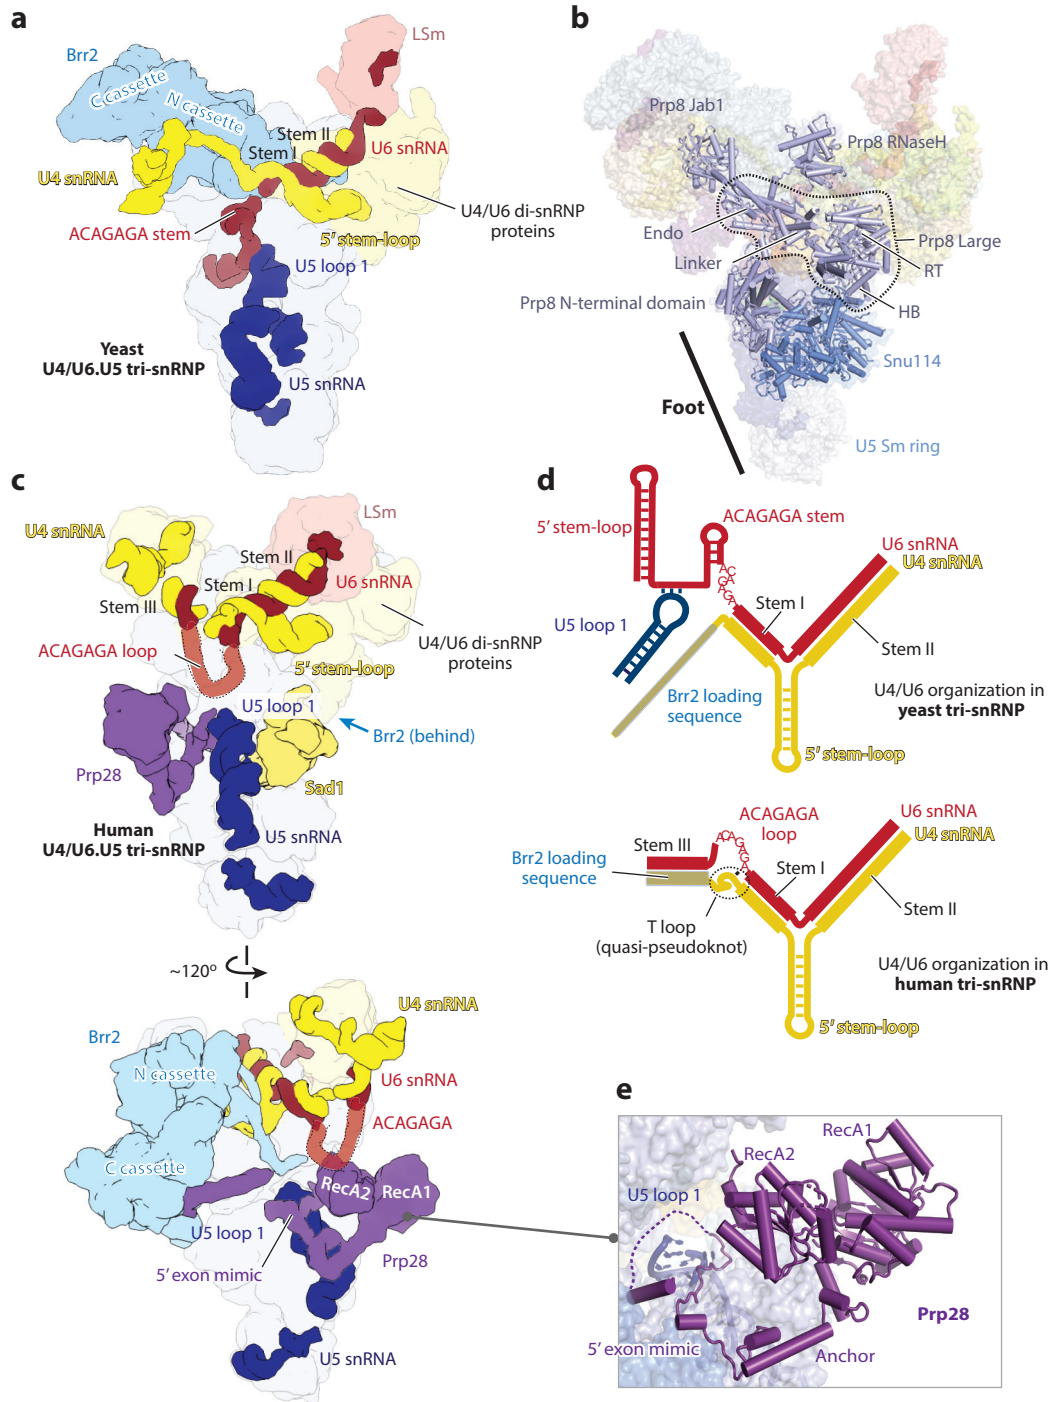 a
Brr2
C cassette
N cassette
LSm
Stem II
Stem I
U6 snRNA
U4 snRNA
U4/U6 di-snRNP
proteins
ACAGAGA stem
5′ stem-loop
U5 loop 1
Yeast
U4/U6.U5 tri-snRNP
U5 snRNA
b
Prp8 Jab1
Prp8 RNaseH
Endo
Linker
Prp8 Large
RT
Prp8 N-terminal domain
HB
Snu114
Foot
U5 Sm ring
c
U4 snRNA
LSm
Stem II
Stem I
U6 snRNA
Stem III
U4/U6 di-snRNP
proteins
ACAGAGA loop
5′ stem-loop
U5 loop 1
Brr2 (behind)
Prp28
Sad1
Human
U4/U6.U5 tri-snRNP
U5 snRNA
~120º
U4 snRNA
Brr2
N cassette
U6 snRNA
ACAGAGA
C cassette
RecA2
RecA1
U5 loop 1
5′ exon mimic
Prp28
U5 snRNA
d
5′ stem-loop
ACAGAGA stem
U6 snRNA
U4 snRNA
ACAGAGA
Stem I
U5 loop 1
Stem II
Brr2 loading
sequence
U4/U6 organization in
yeast tri-snRNP
5′ stem-loop
ACAGAGA
loop
U6 snRNA
U4 snRNA
Stem III
ACAGAGA
Brr2 loading
sequence
Stem I
Stem II
T loop
(quasi-pseudoknot)
U4/U6 organization in
human tri-snRNP
5′ stem-loop
e
RecA1
RecA2
U5 loop 1
Prp28
5′ exon mimic
Anchor